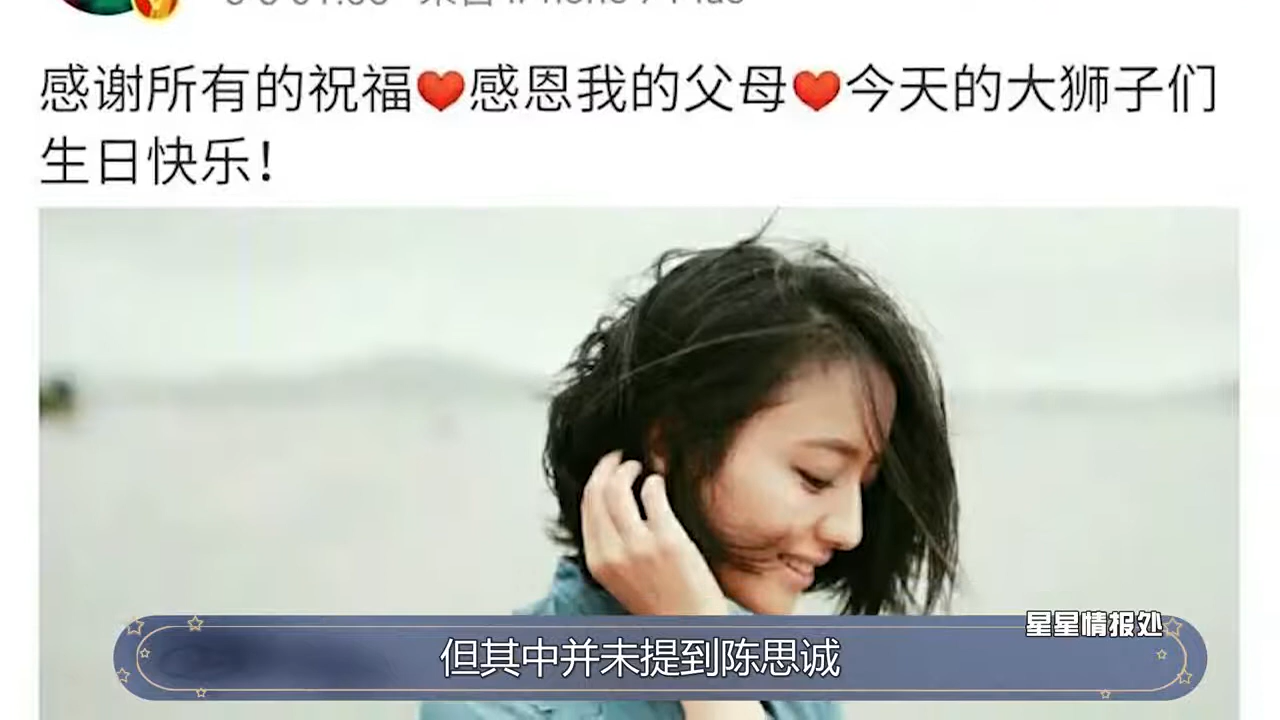 感谢所有的祝福❤感恩我的父母❤今天的大狮子们
生日快乐！
星星情报处
但其中并未提到陈思诚